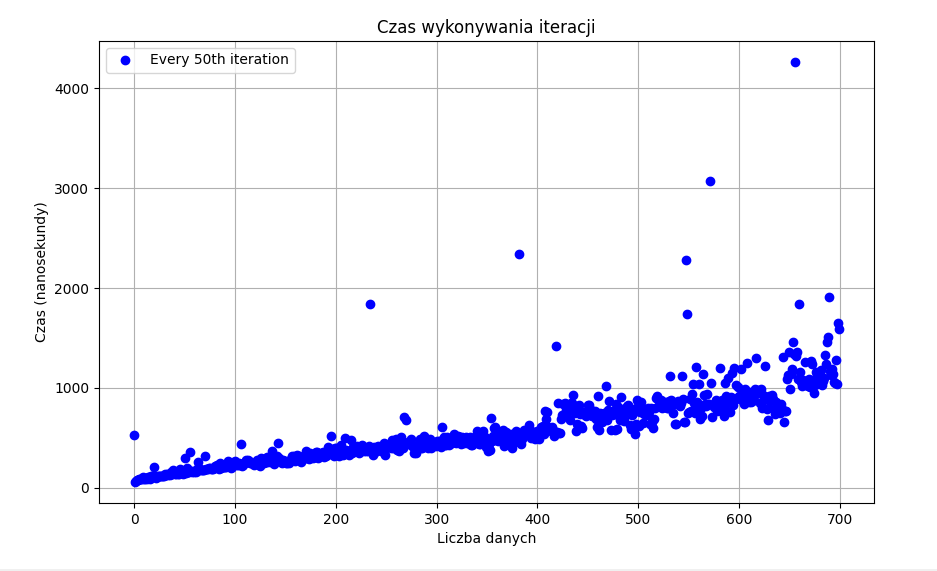 Czas wykonywania iteracji
Every 50th iteration
Czas (nanosekundy)
4000
3000
2000
1000
0
0 100 200 300 400 500 600 700
Liczba danych